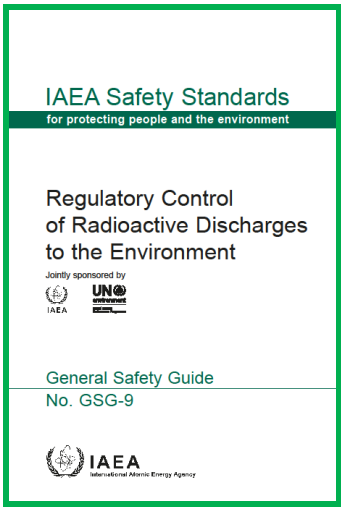 IAEA Safety Standards
for protecting people and the environment
Regulatory Control
of Radioactive Discharges
to the Environment
Jointly sponsored by
IAEA
UN
environment
General Safety Guide
No. GSG-9
IAEA
International Atomic Energy Agency